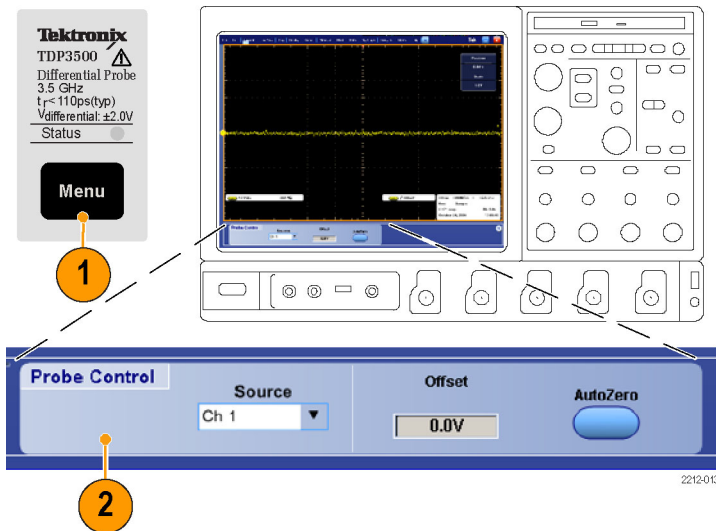 Tektronix
TDP3500
Differential Probe
3.5 GHz
tr<110ps(typ)
Vdifferential: ±2.0V
Status
Menu
1
Probe Control
Source
Ch 1
Offset
0.0V
AutoZero
2
2212-013